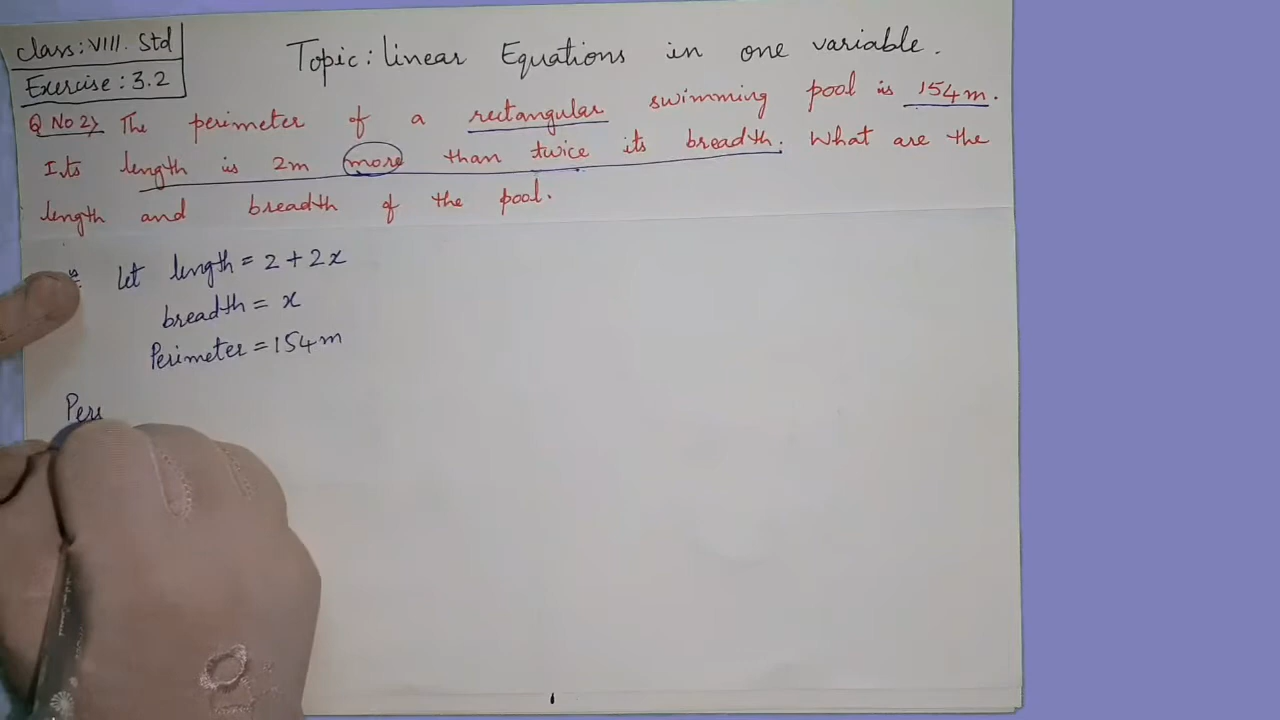 Class: VIII. Std
Exercise: 3.2
Topic: linear Equations in one variable.
Q No 2) The perimeter of a rectangular swimming pool is 154m.
Its length is 2m more than twice its breadth. What are the
length and breadth of the pool.
Let length = 2 + 2x
breadth = x
Perimeter = 154m
Peri